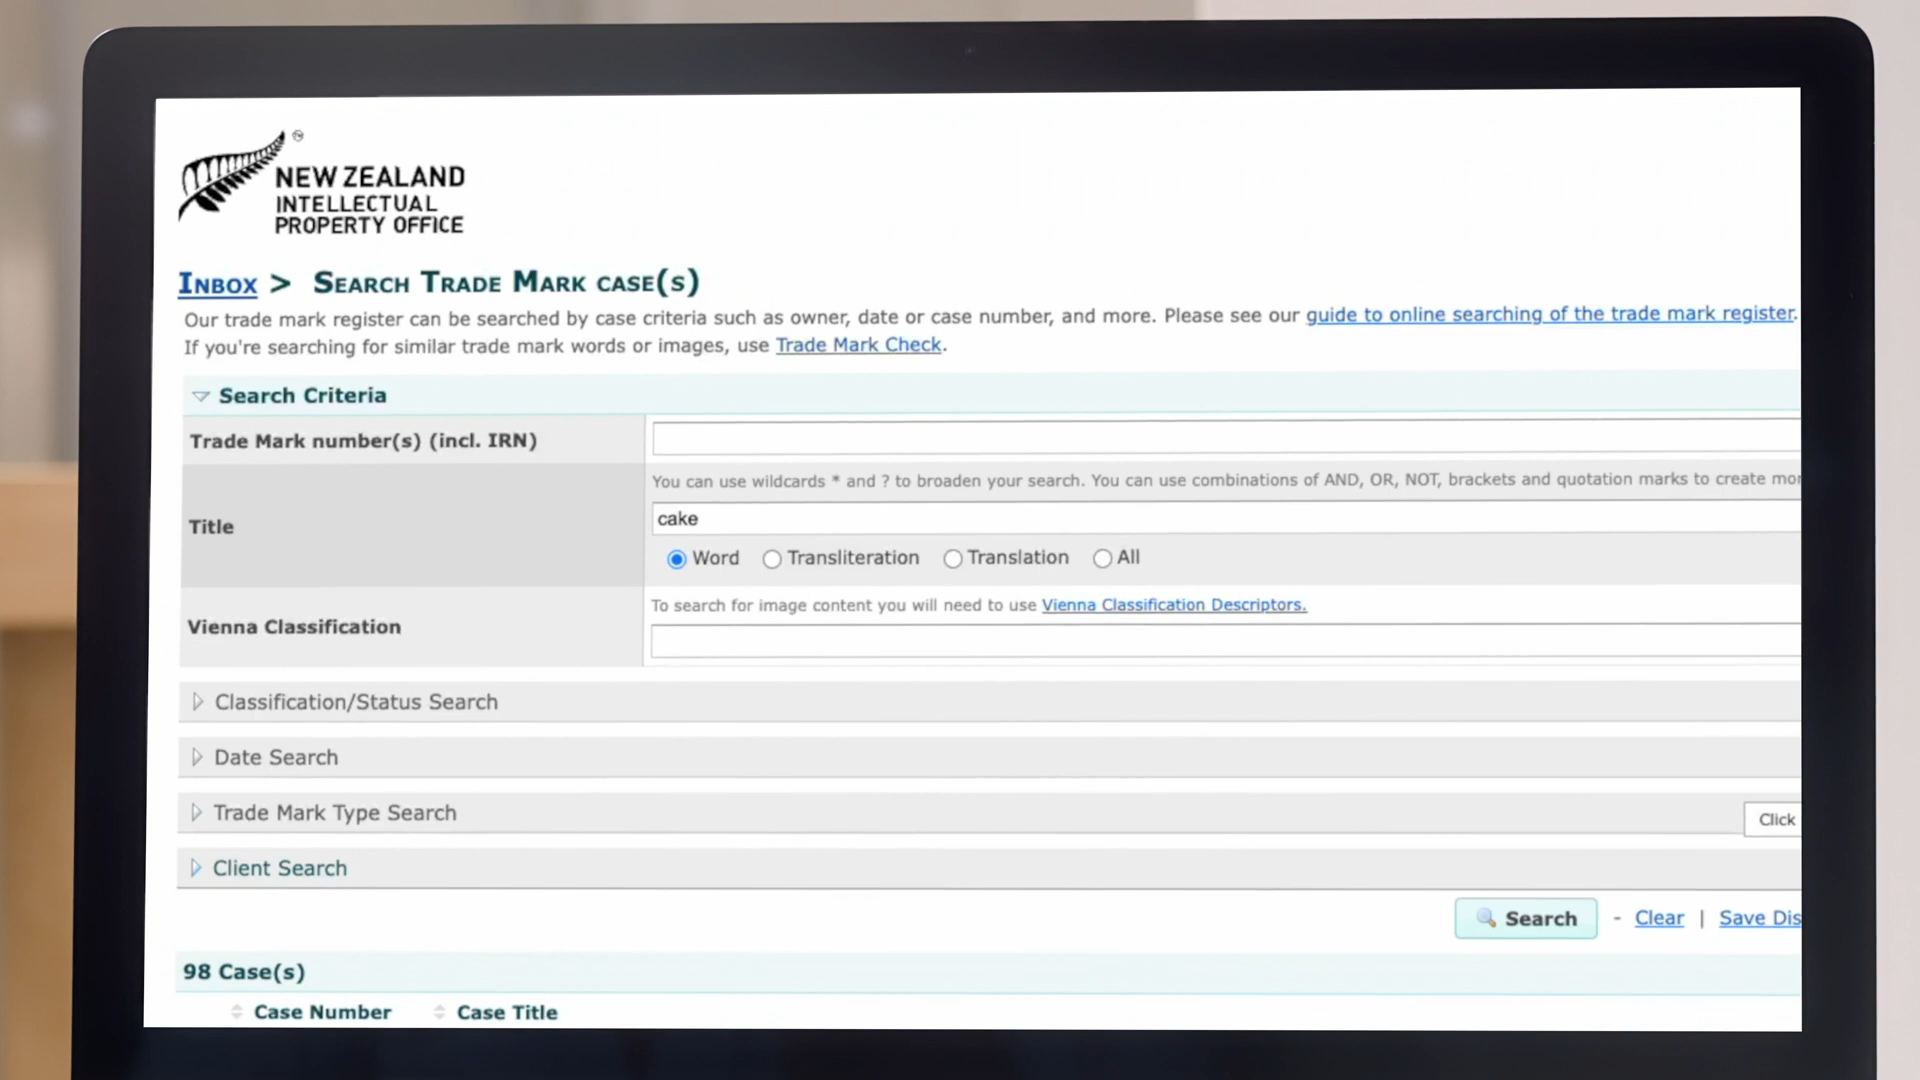 NEW ZEALAND
INTELLECTUAL
PROPERTY OFFICE
INBOX > SEARCH TRADE MARK CASE(S)
Our trade mark register can be searched by case criteria such as owner, date or case number, and more. Please see our guide to online searching of the trade mark register.
If you're searching for similar trade mark words or images, use Trade Mark Check.
Search Criteria
Trade Mark number(s) (incl. IRN)
You can use wildcards * and ? to broaden your search. You can use combinations of AND, OR, NOT, brackets and quotation marks to create mor
Title
cake
Word Transliteration Translation All
To search for image content you will need to use Vienna Classification Descriptors.
Vienna Classification
Classification/Status Search
Date Search
Trade Mark Type Search
Click
Client Search
Search - Clear | Save Dis
98 Case(s)
Case Number Case Title